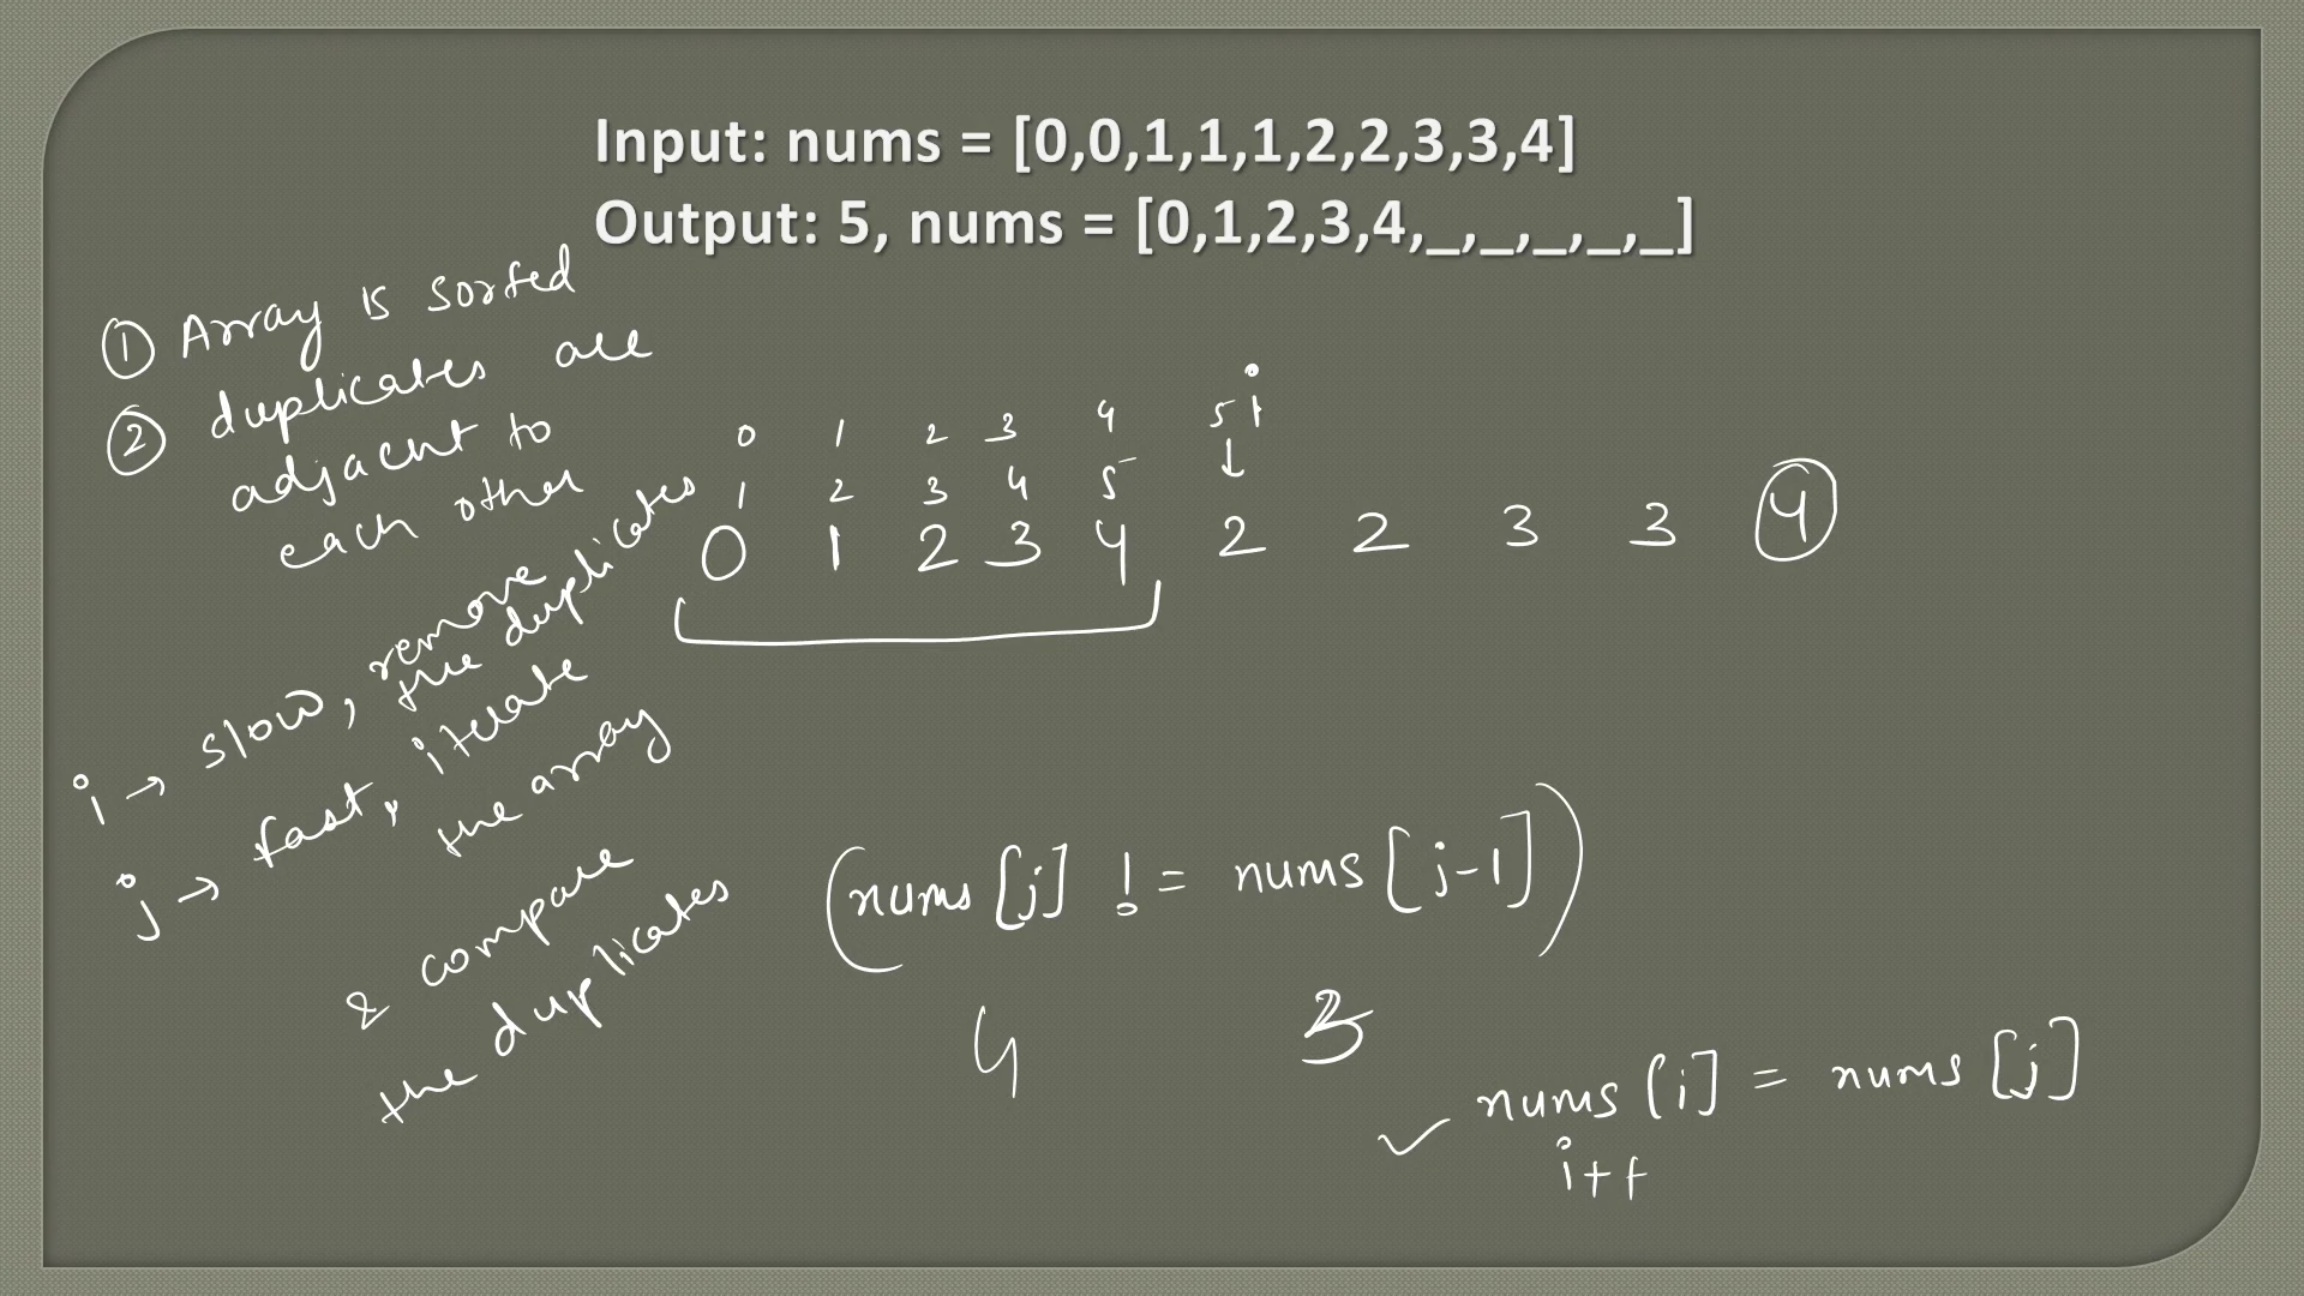 Input: nums = [0,0,1,1,1,2,2,3,3,4]
Output: 5, nums = [0,1,2,3,4,_,_,_,_,_]
① Array is sorted
② duplicates are
adjacent to
each other
i
0 1 2 3 4 5
1 2 3 4 5 ↓
0 1 2 3 4 2 2 3 3 4
i → slow, remove
the duplicates
j → fast, iterate
the array
& compare
the duplicates
(nums [j] != nums [j-1])
4 3
✓ nums [i] = nums [j]
i++